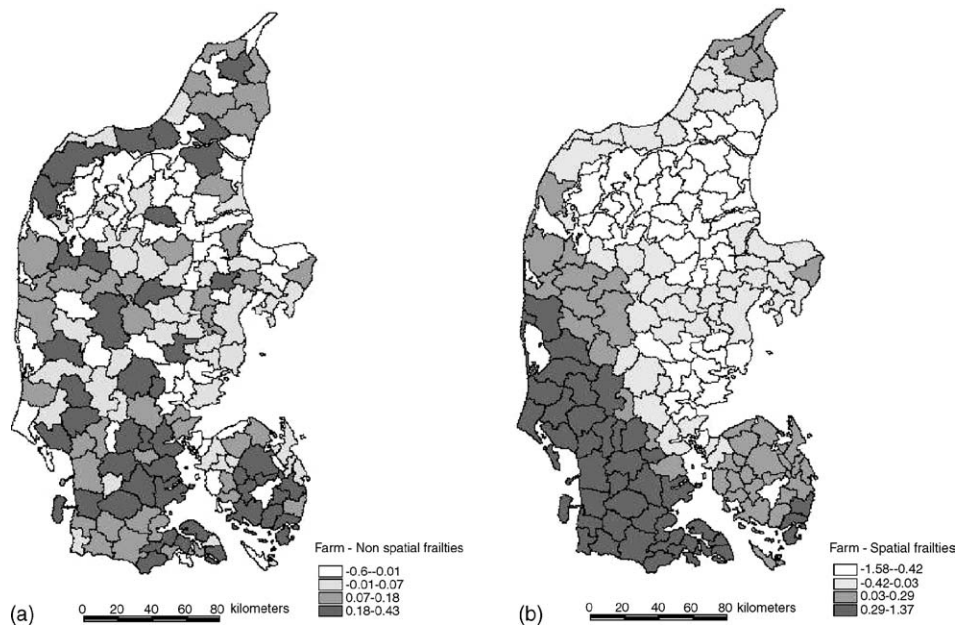 Farm - Non spatial frailties
-0.6--0.01
-0.01-0.07
0.07-0.18
0.18-0.43
(a)
0 20 40 60 80 kilometers
Farm - Spatial frailties
-1.58--0.42
-0.42-0.03
0.03-0.29
0.29-1.37
(b)
0 20 40 60 80 kilometers